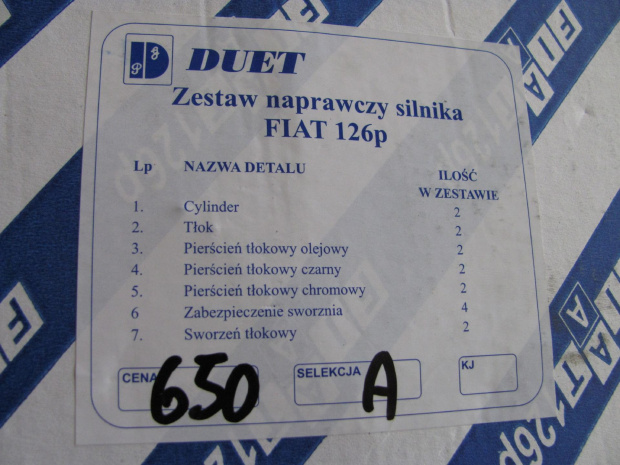 DUET
Zestaw naprawczy silnika
FIAT 126p
Lp NAZWA DETALU ILOŚĆ W ZESTAWIE
1. Cylinder 2
2. Tłok 2
3. Pierścień tłokowy olejowy 2
4. Pierścień tłokowy czarny 2
5. Pierścień tłokowy chromowy 2
6 Zabezpieczenie sworznia 4
7. Sworzeń tłokowy 2
CENA 650 SELEKCJA A KJ
126p
126p